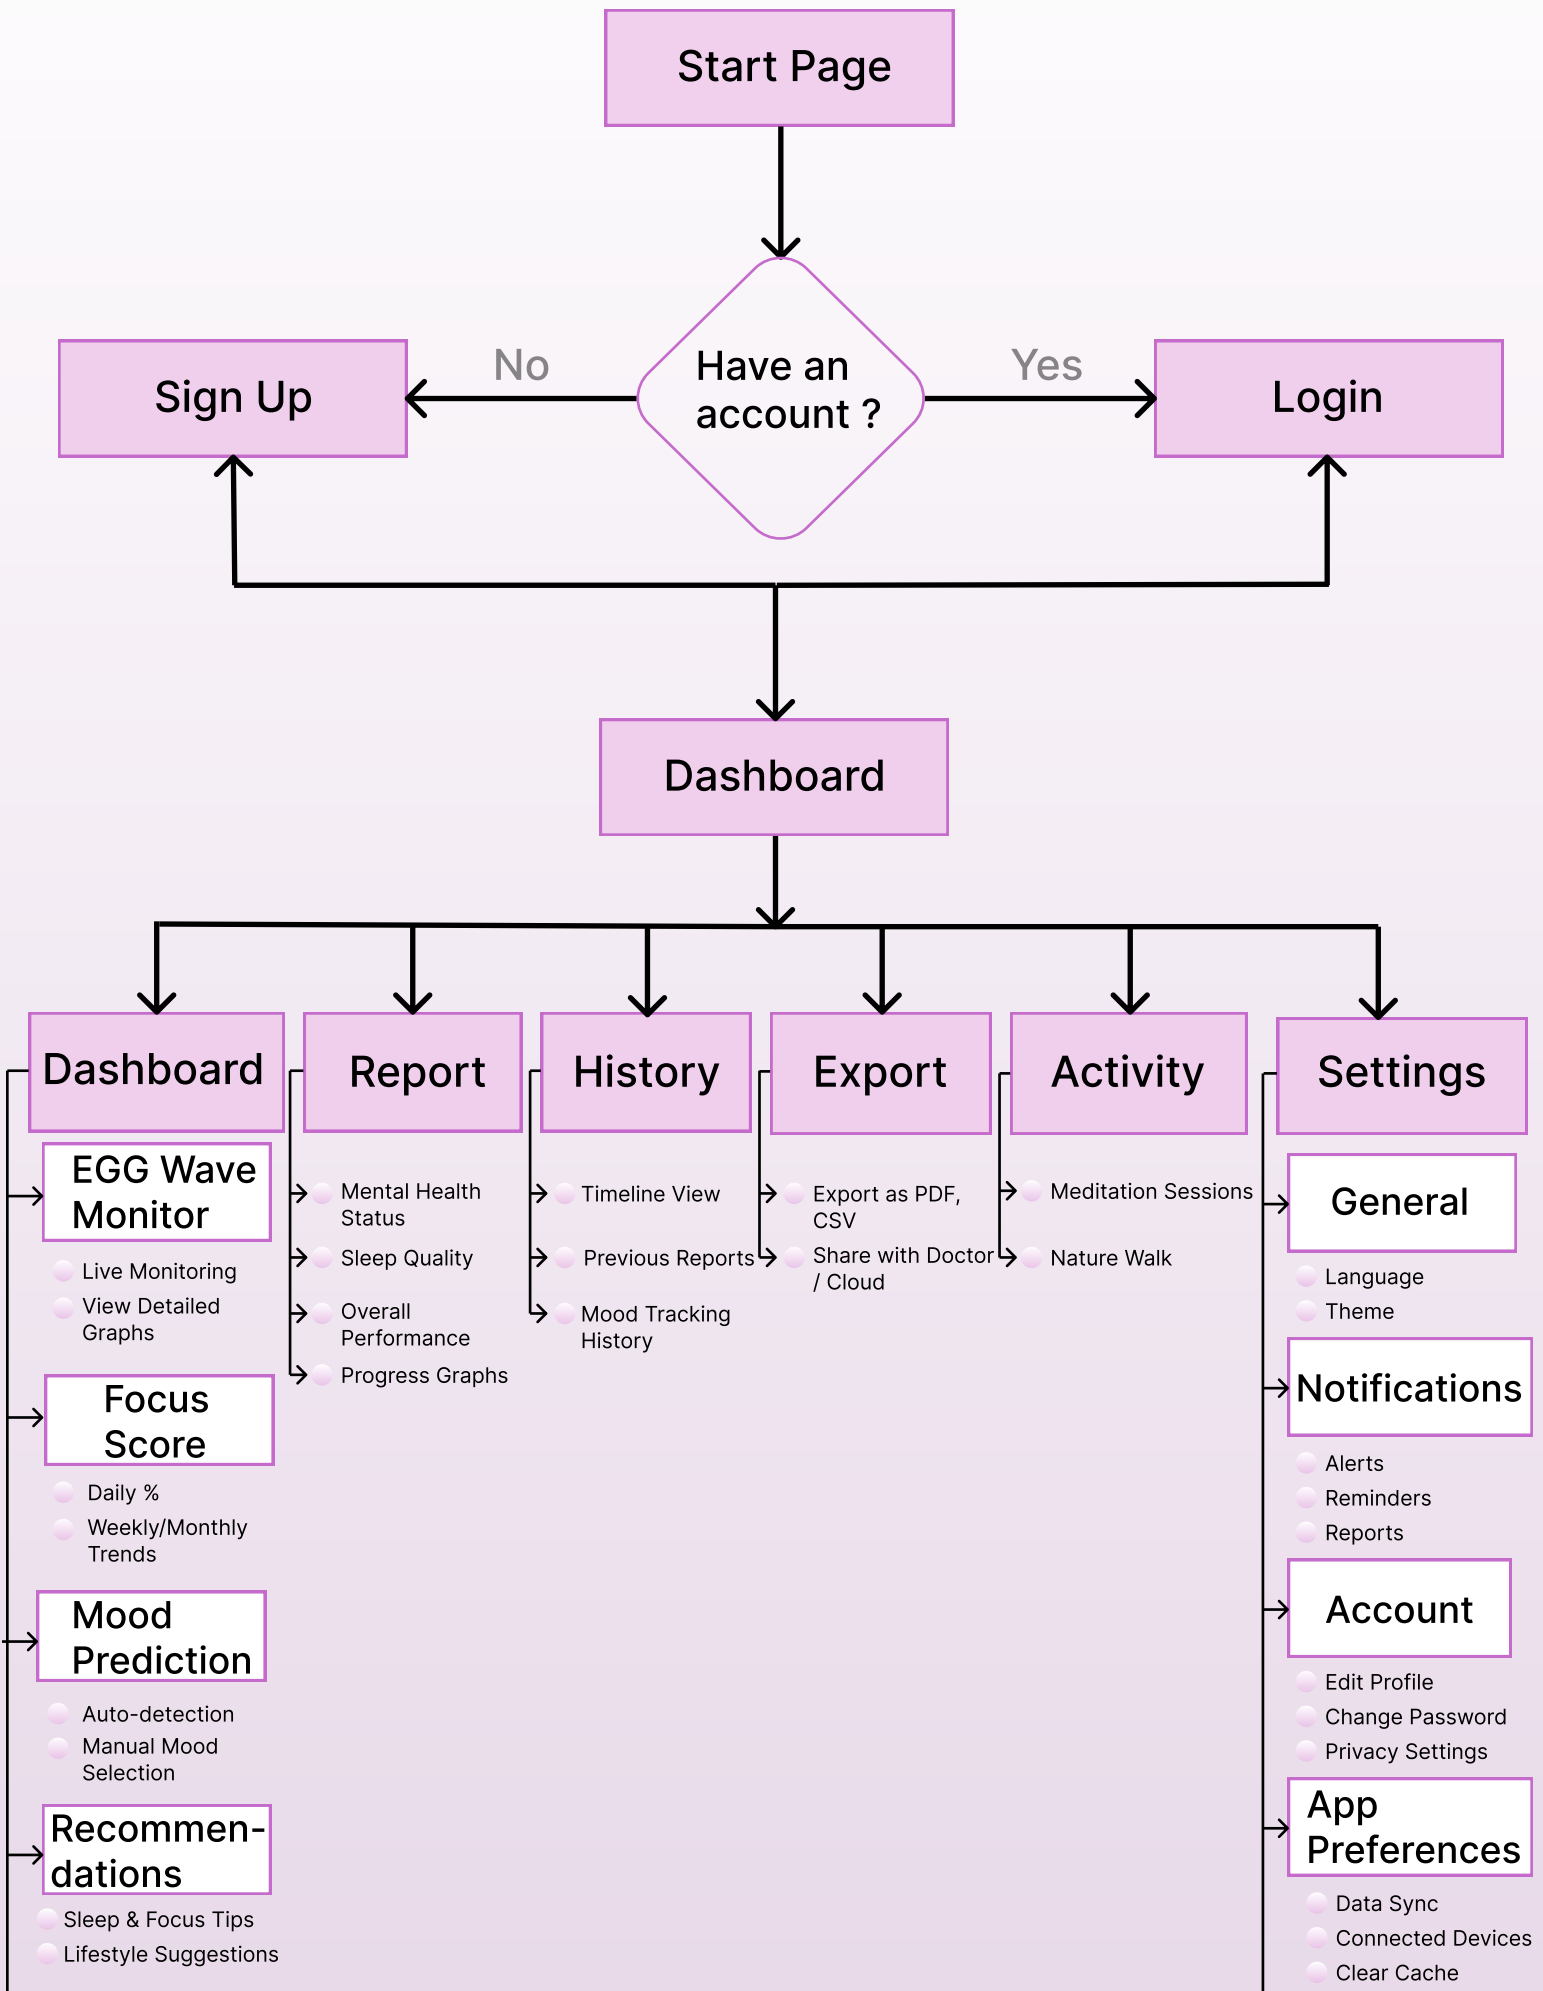 Start Page
Have an
account ?
No
Yes
Sign Up
Login
Dashboard
Dashboard
Report
History
Export
Activity
Settings
EGG Wave
Monitor
Live Monitoring
View Detailed
Graphs
Focus
Score
Daily %
Weekly/Monthly
Trends
Mood
Prediction
Auto-detection
Manual Mood
Selection
Recommen-
dations
Sleep & Focus Tips
Lifestyle Suggestions
Mental Health
Status
Sleep Quality
Overall
Performance
Progress Graphs
Timeline View
Previous Reports
Mood Tracking
History
Export as PDF,
CSV
Share with Doctor
/ Cloud
Meditation Sessions
Nature Walk
General
Language
Theme
Notifications
Alerts
Reminders
Reports
Account
Edit Profile
Change Password
Privacy Settings
App
Preferences
Data Sync
Connected Devices
Clear Cache